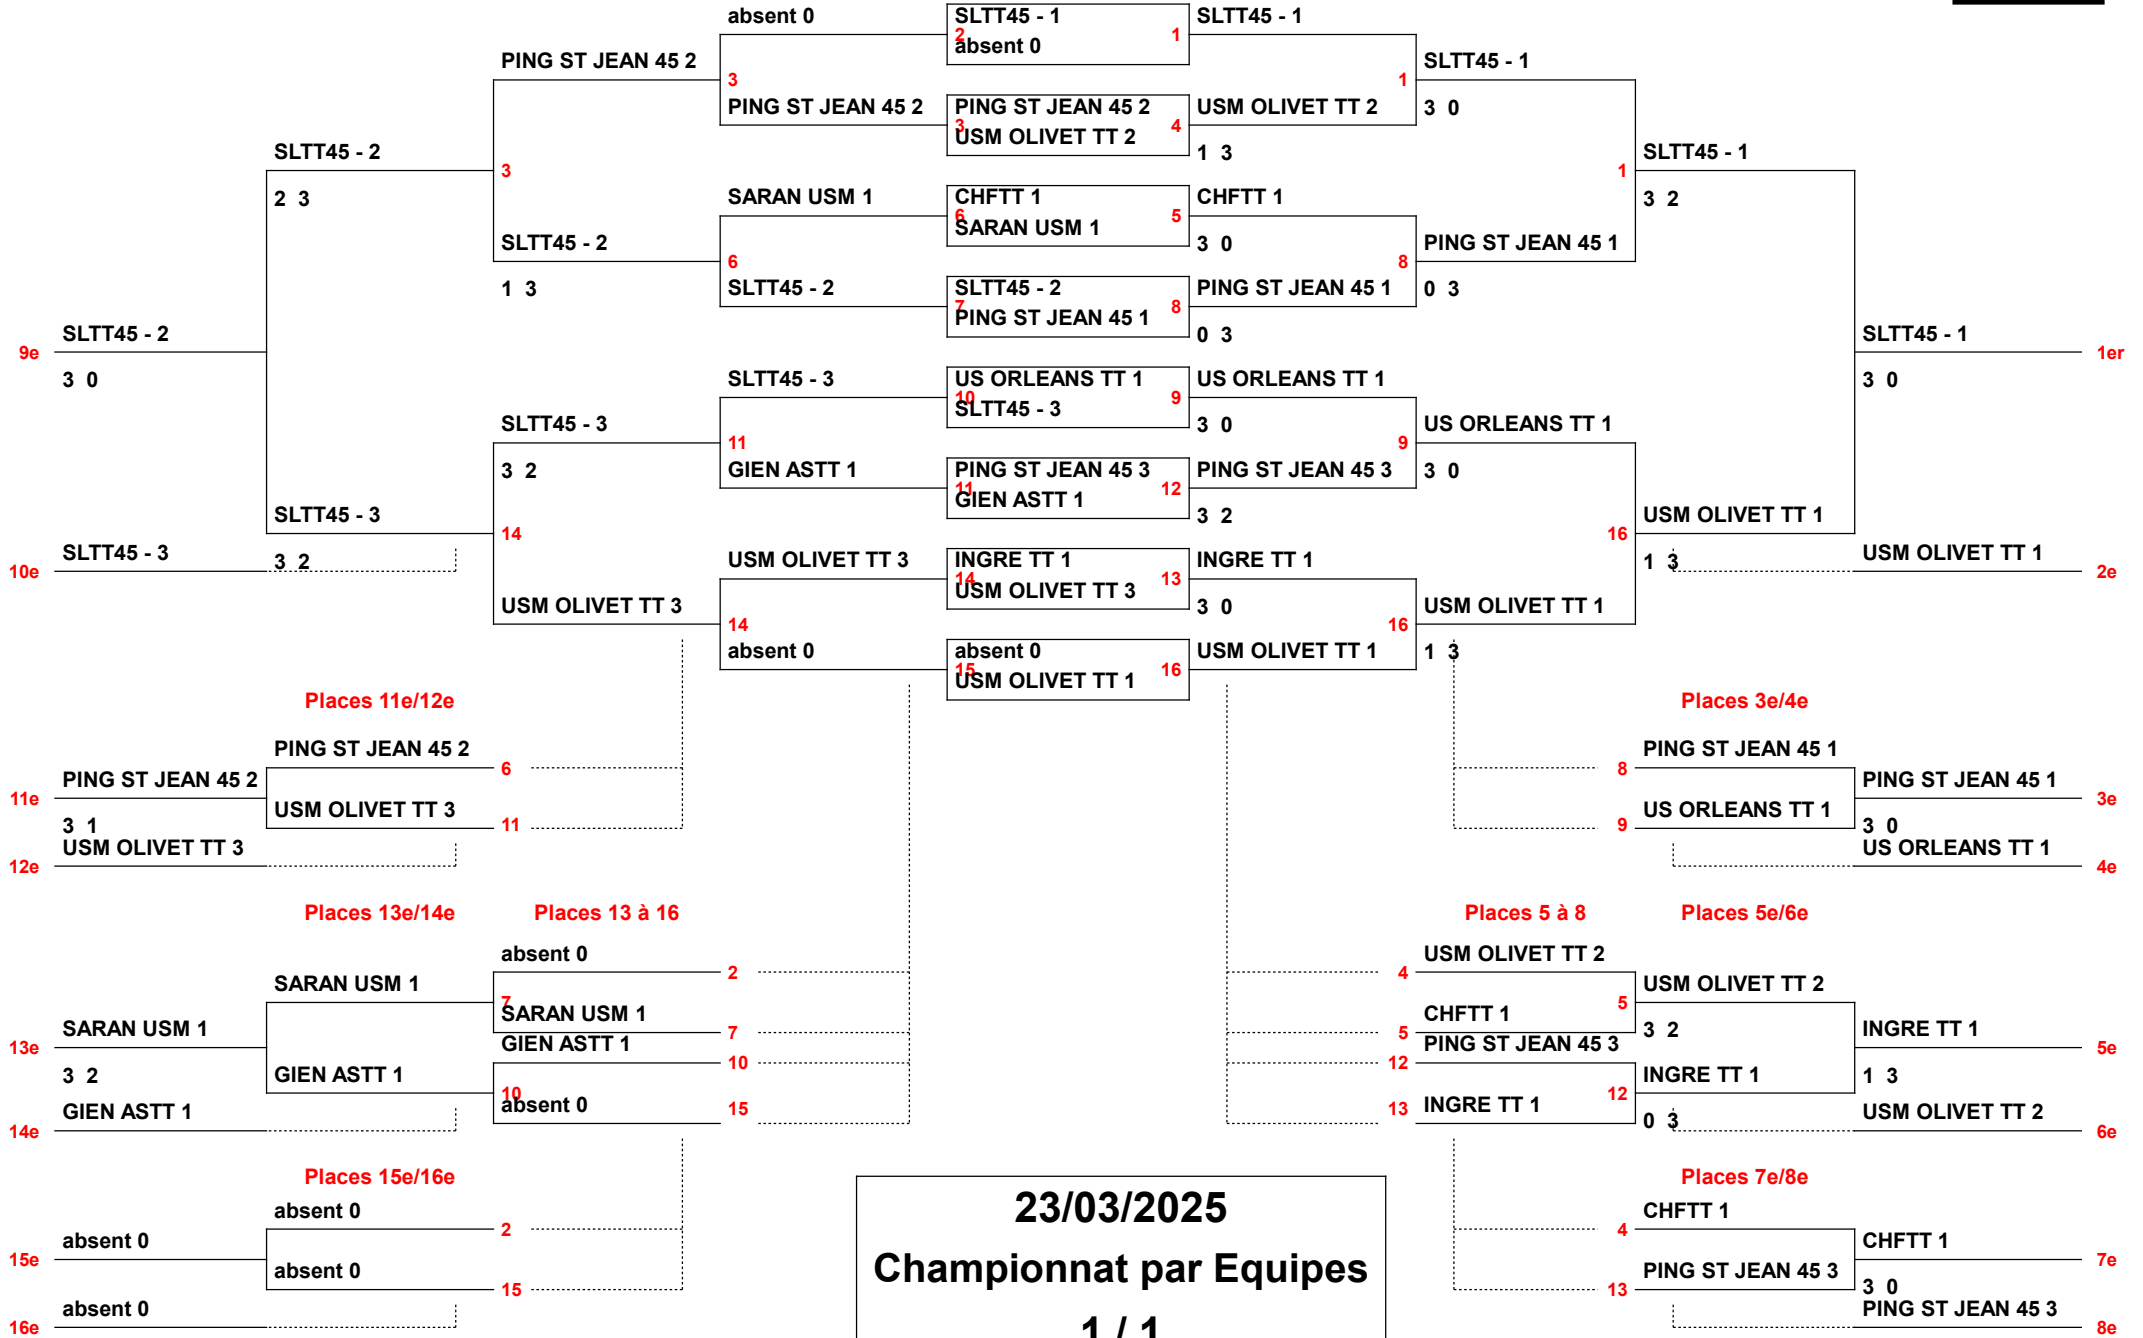 absent 0
SLTT45 - 1
SLTT45 - 1
2
1
absent 0
PING ST JEAN 45 2
SLTT45 - 1
3
1
PING ST JEAN 45 2
PING ST JEAN 45 2
USM OLIVET TT 2
3 0
3
4
USM OLIVET TT 2
SLTT45 - 2
1 3
SLTT45 - 1
3
1
2 3
SARAN USM 1
CHFTT 1
CHFTT 1
3 2
6
5
SARAN USM 1
SLTT45 - 2
3 0
PING ST JEAN 45 1
6
8
1 3
SLTT45 - 2
SLTT45 - 2
PING ST JEAN 45 1
0 3
7
8
PING ST JEAN 45 1
SLTT45 - 2
0 3
SLTT45 - 1
9e
1er
3 0
SLTT45 - 3
US ORLEANS TT 1
US ORLEANS TT 1
3 0
10
9
SLTT45 - 3
SLTT45 - 3
3 0
US ORLEANS TT 1
11
9
3 2
GIEN ASTT 1
PING ST JEAN 45 3
PING ST JEAN 45 3
3 0
11
12
GIEN ASTT 1
SLTT45 - 3
3 2
USM OLIVET TT 1
14
16
SLTT45 - 3
3 2
USM OLIVET TT 3
INGRE TT 1
INGRE TT 1
1 3
USM OLIVET TT 1
10e
14
13
2e
USM OLIVET TT 3
USM OLIVET TT 3
3 0
USM OLIVET TT 1
14
16
absent 0
absent 0
USM OLIVET TT 1
1 3
15
16
USM OLIVET TT 1
Places 11e/12e
Places 3e/4e
PING ST JEAN 45 2
PING ST JEAN 45 1
6
8
PING ST JEAN 45 2
PING ST JEAN 45 1
11e
3e
USM OLIVET TT 3
US ORLEANS TT 1
3 1
11
9
3 0
USM OLIVET TT 3
US ORLEANS TT 1
12e
4e
Places 13e/14e
Places 13 à 16
Places 5 à 8
Places 5e/6e
absent 0
USM OLIVET TT 2
2
4
SARAN USM 1
USM OLIVET TT 2
7
5
SARAN USM 1
CHFTT 1
SARAN USM 1
7
5
3 2
INGRE TT 1
13e
GIEN ASTT 1
PING ST JEAN 45 3
5e
10
12
3 2
GIEN ASTT 1
INGRE TT 1
1 3
10
12
GIEN ASTT 1
absent 0
15
13
INGRE TT 1
0 3
USM OLIVET TT 2
14e
6e
Places 15e/16e
Places 7e/8e
23/03/2025
absent 0
CHFTT 1
2
4
absent 0
CHFTT 1
15e
7e
absent 0
Championnat par Equipes
PING ST JEAN 45 3
15
13
3 0
absent 0
PING ST JEAN 45 3
16e
8e
1 / 1